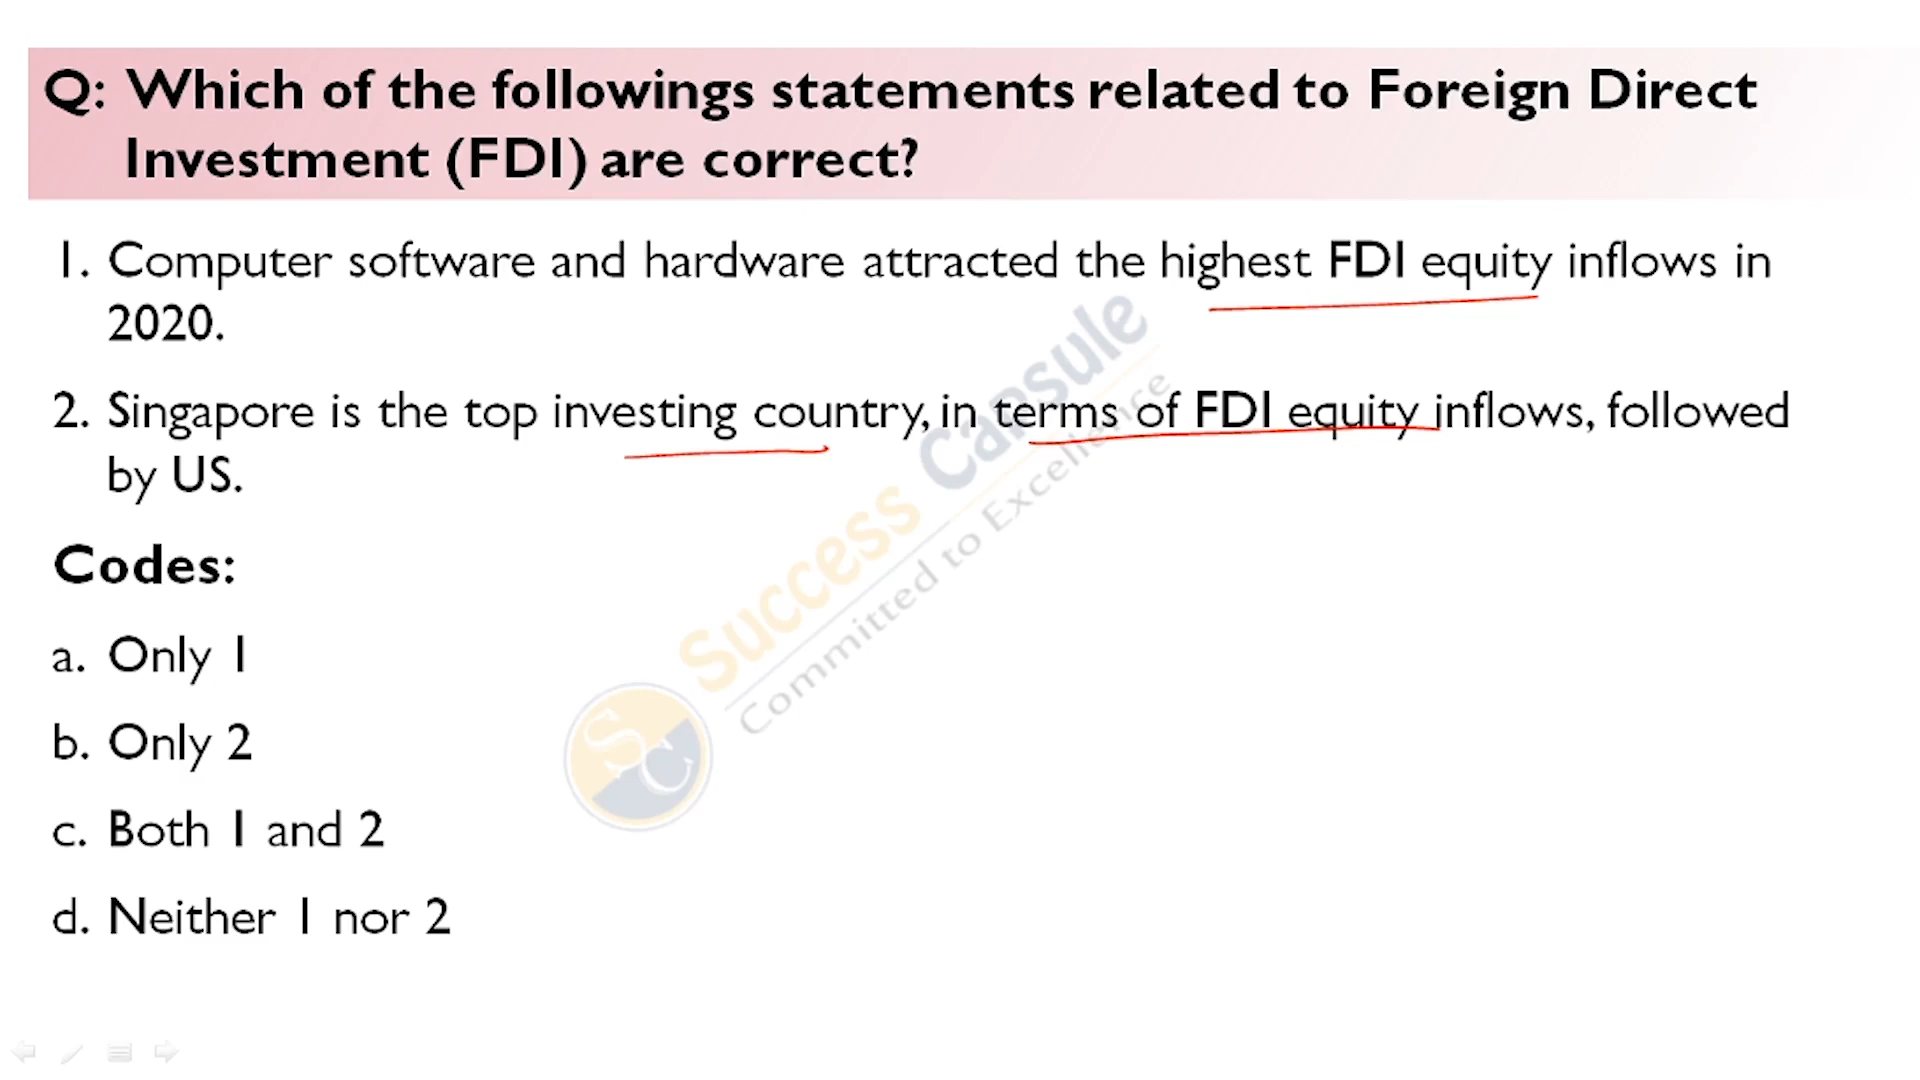 Q: Which of the followings statements related to Foreign Direct
Investment (FDI) are correct?
1. Computer software and hardware attracted the highest FDI equity inflows in
2020.
2. Singapore is the top investing country, in terms of FDI equity inflows, followed
by US.
Codes:
a. Only 1
b. Only 2
c. Both 1 and 2
d. Neither 1 nor 2
Success Capsule
Committed to Excellence
SC